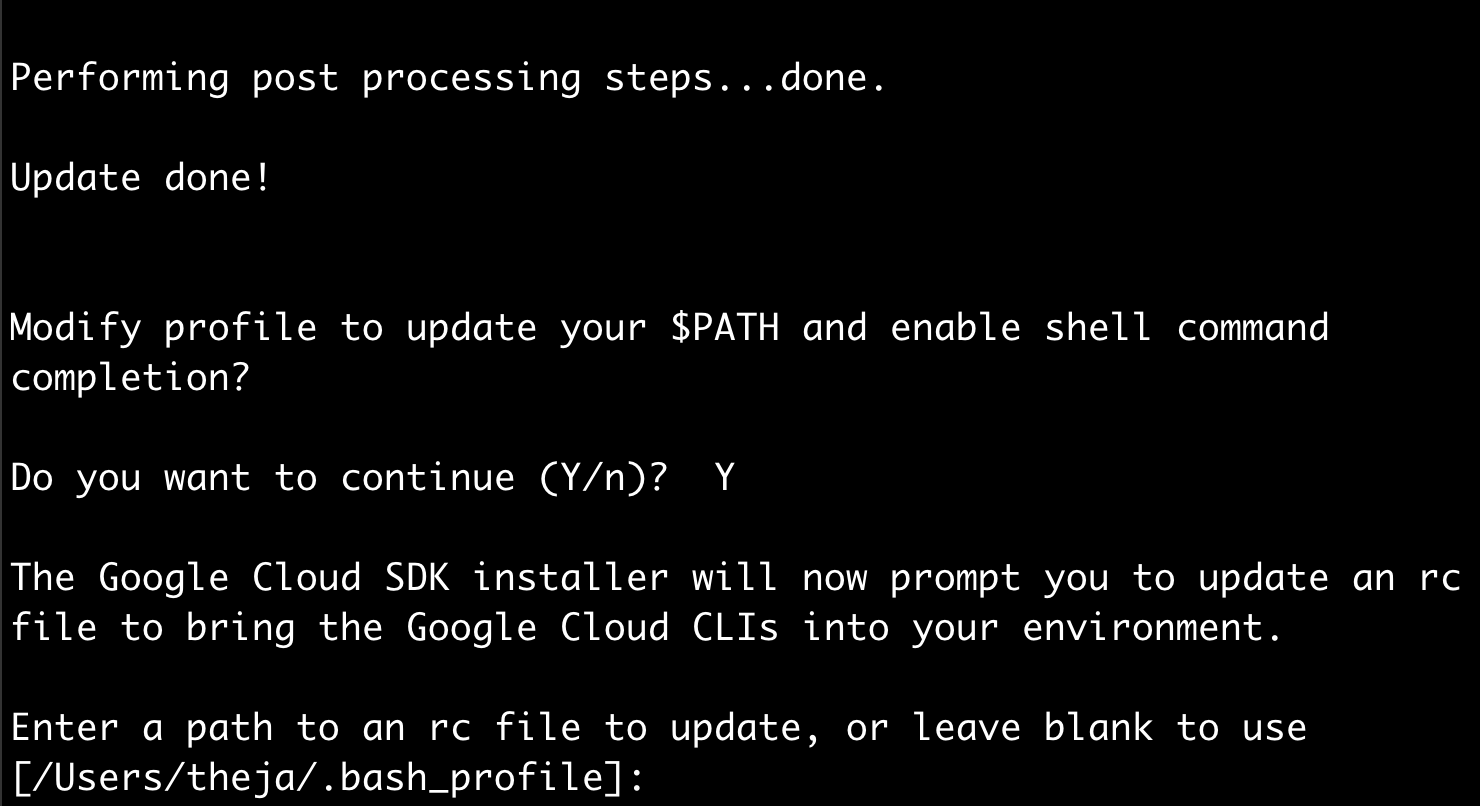 Performing post processing steps...done.
Update done!
Modify profile to update your $PATH and enable shell command
completion?
Do you want to continue (Y/n)?  Y
The Google Cloud SDK installer will now prompt you to update an rc
file to bring the Google Cloud CLIs into your environment.
Enter a path to an rc file to update, or leave blank to use
[/Users/theja/.bash_profile]: